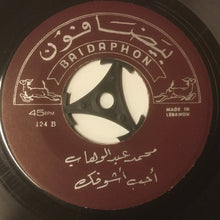 بيضافون
BAIDAPHON
45RPM
124 B
MADE IN
LEBANON
محمد عبد الوهاب
أحب أشوفك